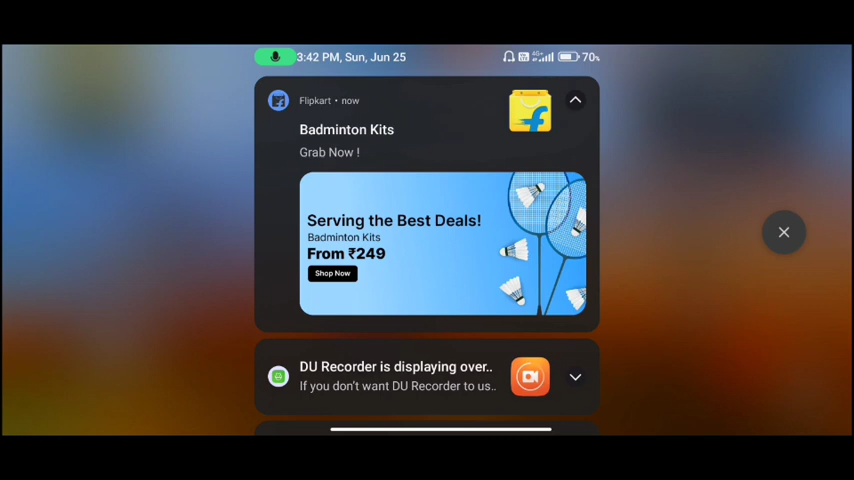 3:42 PM, Sun, Jun 25
4G+
70%
Flipkart • now
Badminton Kits
Grab Now !
Serving the Best Deals!
Badminton Kits
From ₹249
Shop Now
DU Recorder is displaying over..
If you don't want DU Recorder to us..